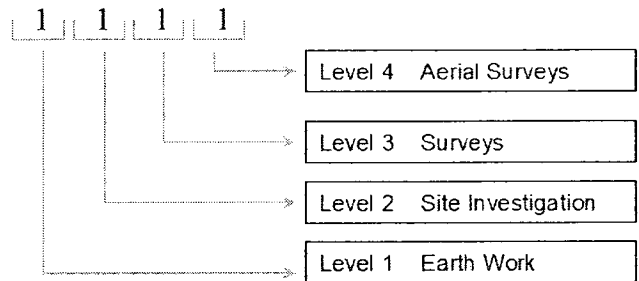 1 1 1 1
Level 4 Aerial Surveys
Level 3 Surveys
Level 2 Site Investigation
Level 1 Earth Work